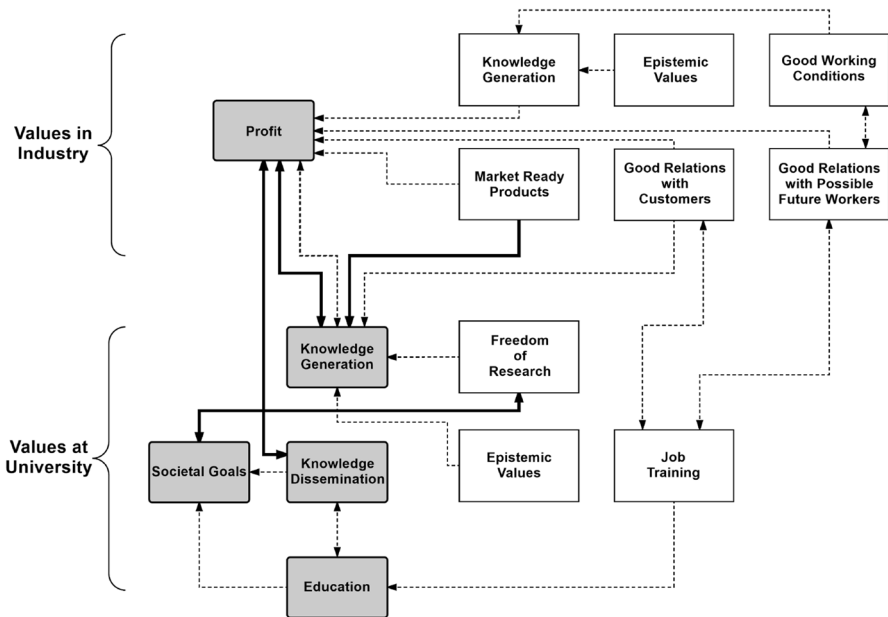 Values in
Industry
Knowledge
Generation
Epistemic
Values
Good Working
Conditions
Profit
Market Ready
Products
Good Relations
with
Customers
Good Relations
with Possible
Future Workers
Values at
University
Knowledge
Generation
Freedom
of
Research
Societal Goals
Knowledge
Dissemination
Epistemic
Values
Job
Training
Education